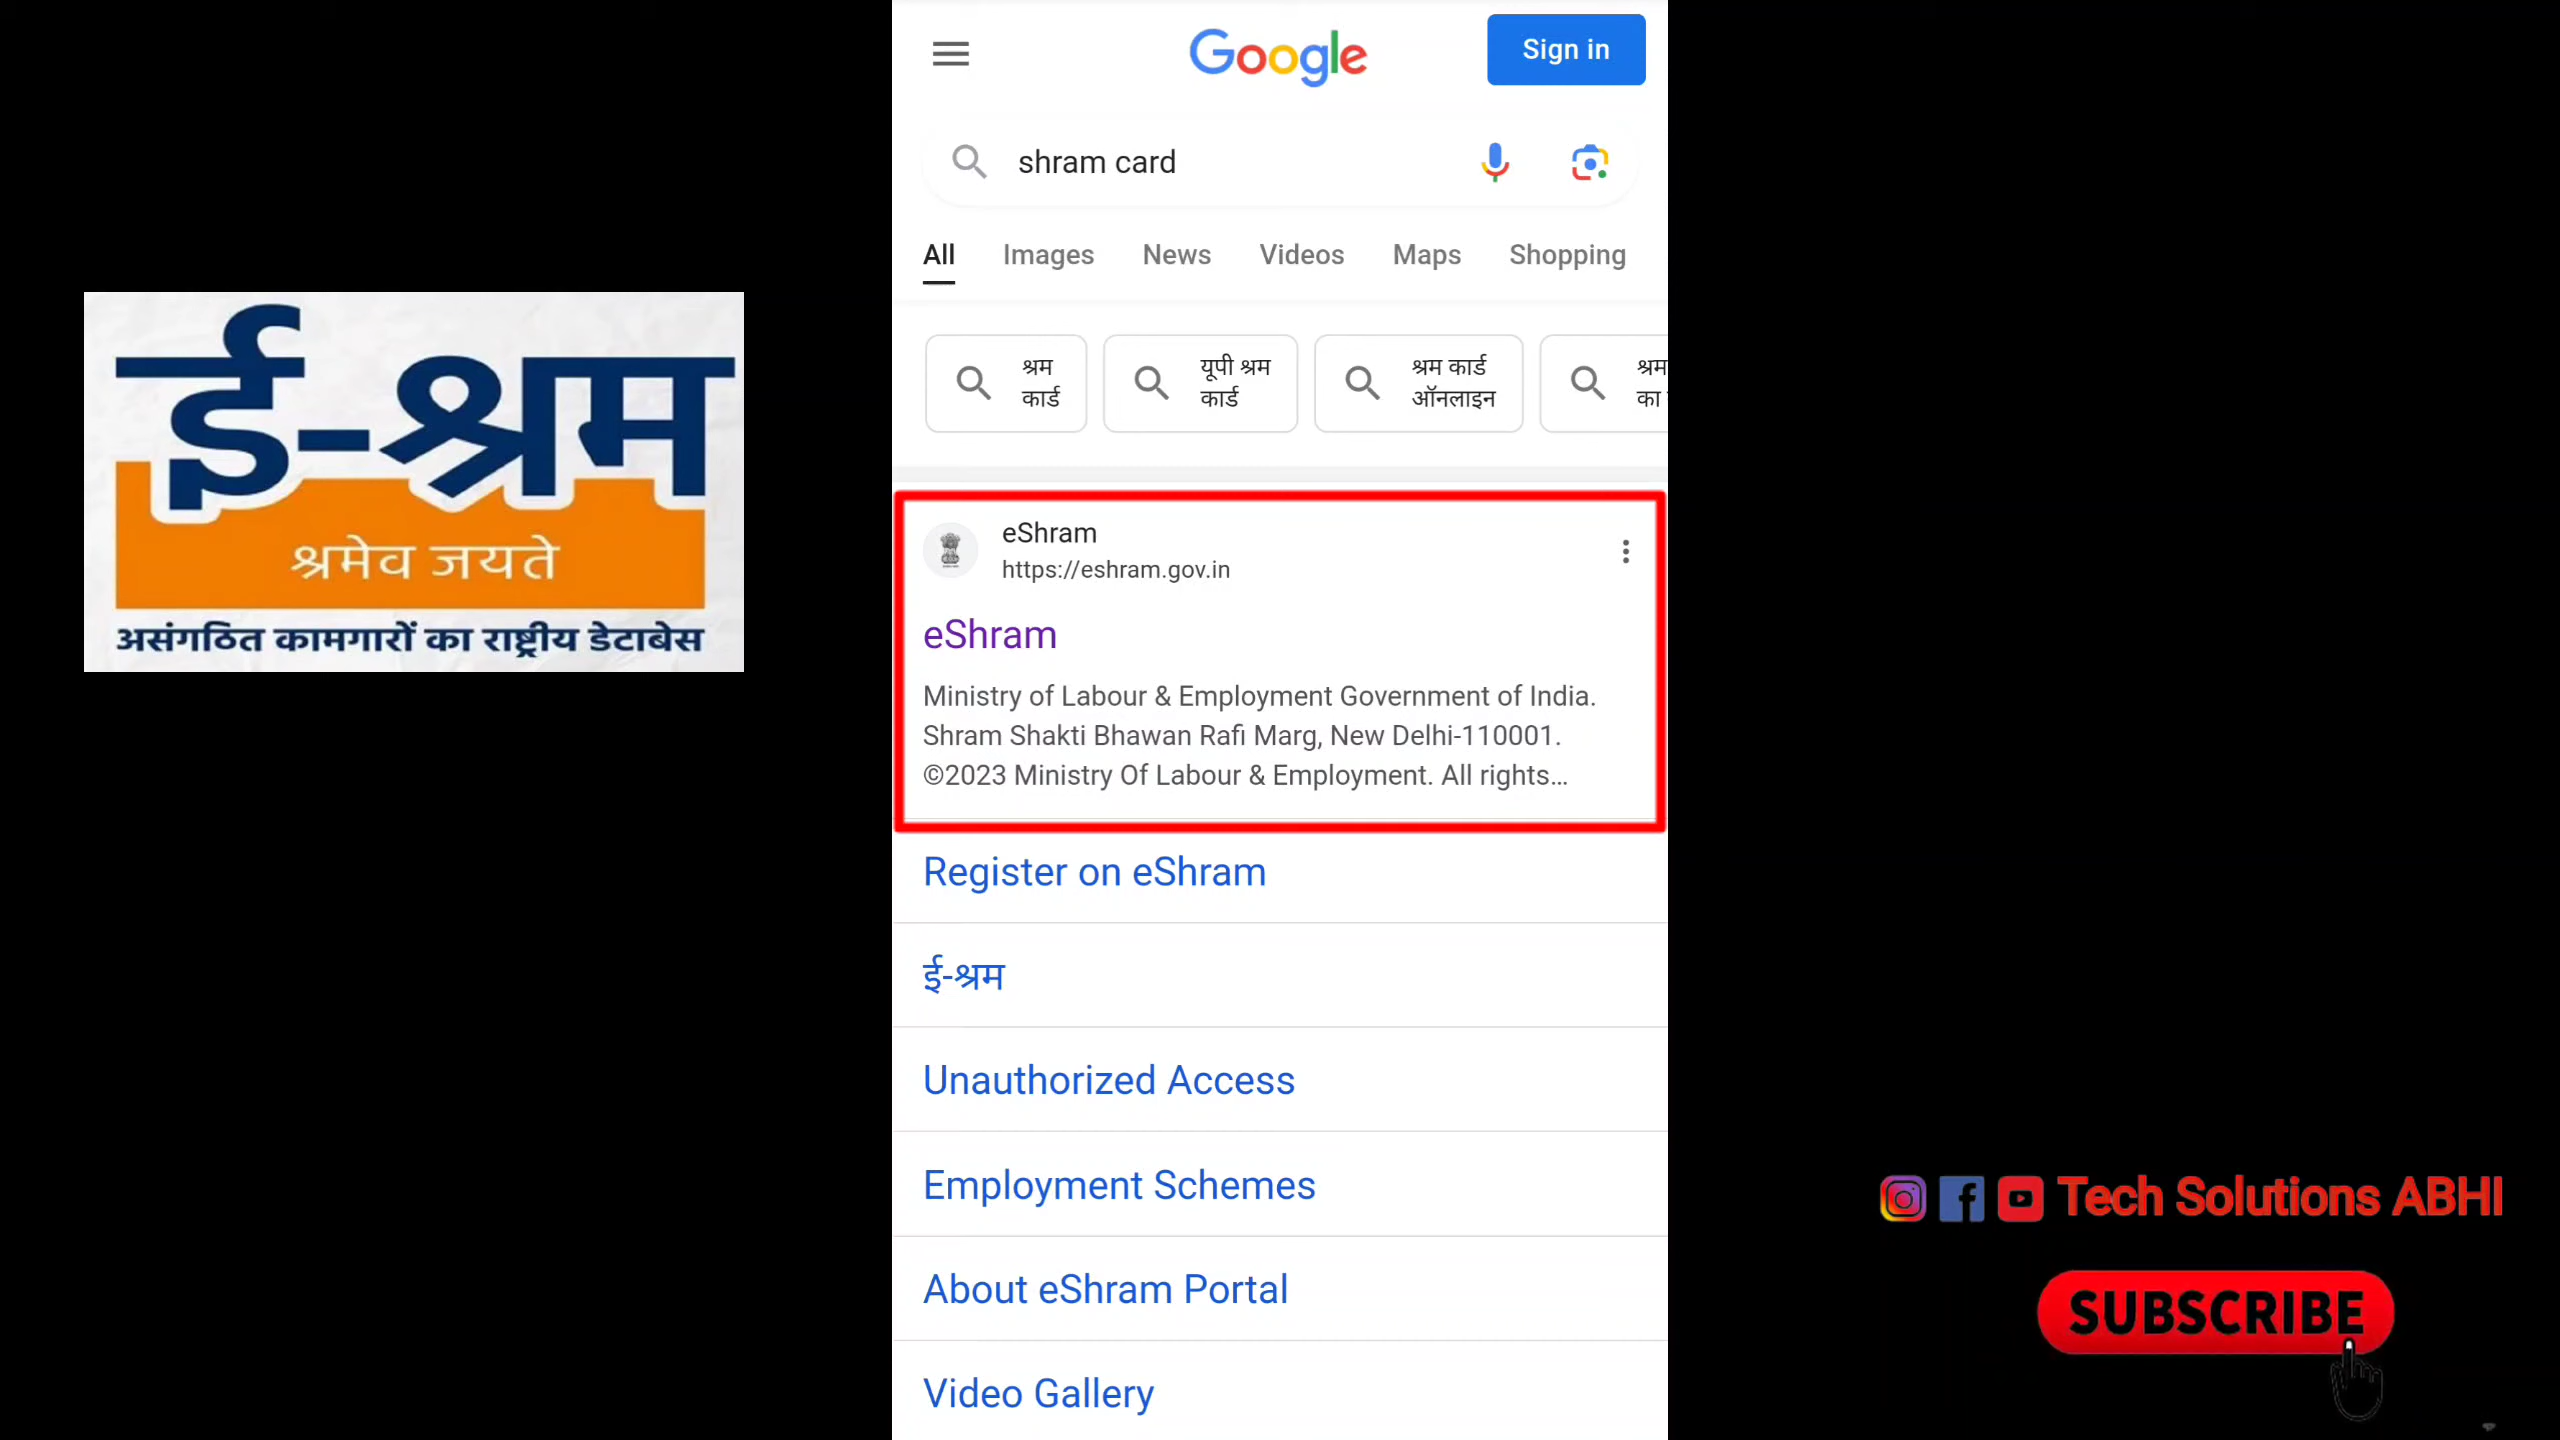 ई-श्रम
श्रमेव जयते
असंगठित कामगारों का राष्ट्रीय डेटाबेस
Google
Sign in
shram card
All Images News Videos Maps Shopping
श्रम
कार्ड
यूपी श्रम
कार्ड
श्रम कार्ड
ऑनलाइन
श्रम
का
eShram
https://eshram.gov.in
eShram
Ministry of Labour & Employment Government of India.
Shram Shakti Bhawan Rafi Marg, New Delhi-110001.
©2023 Ministry Of Labour & Employment. All rights...
Register on eShram
ई-श्रम
Unauthorized Access
Employment Schemes
About eShram Portal
Video Gallery
Tech Solutions ABHI
SUBSCRIBE